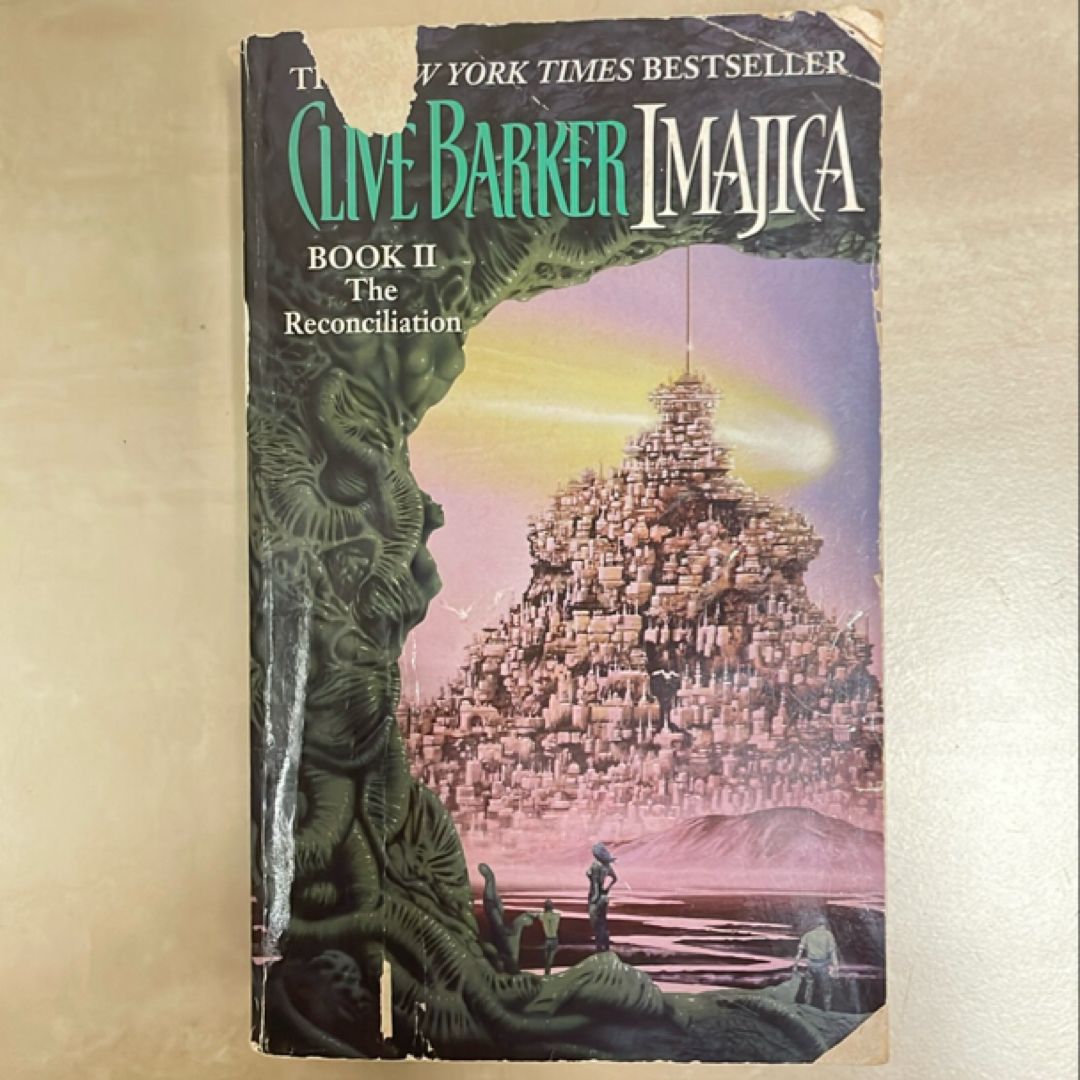 YORK TIMES BESTSELLER
CLIVE BARKER IMAJICA
BOOK II
The
Reconciliation